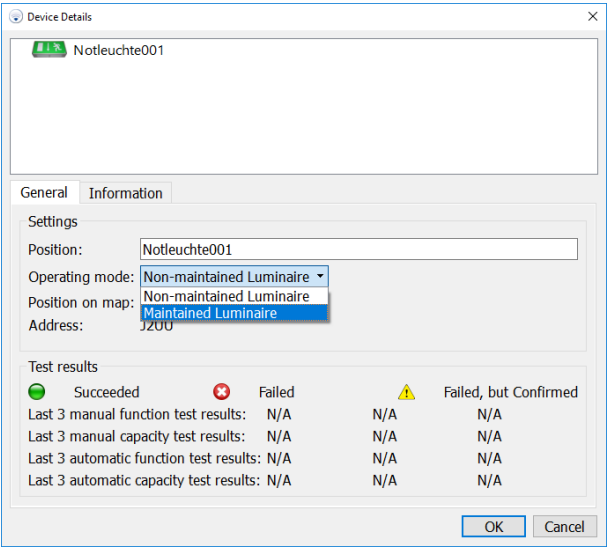 Device Details
Notleuchte001
General Information
Settings
Position: Notleuchte001
Operating mode: Non-maintained Luminaire
Non-maintained Luminaire
Position on map:
Maintained Luminaire
Address: J200
Test results
Succeeded Failed Failed, but Confirmed
Last 3 manual function test results: N/A N/A N/A
Last 3 manual capacity test results: N/A N/A N/A
Last 3 automatic function test results: N/A N/A N/A
Last 3 automatic capacity test results: N/A N/A N/A
OK Cancel